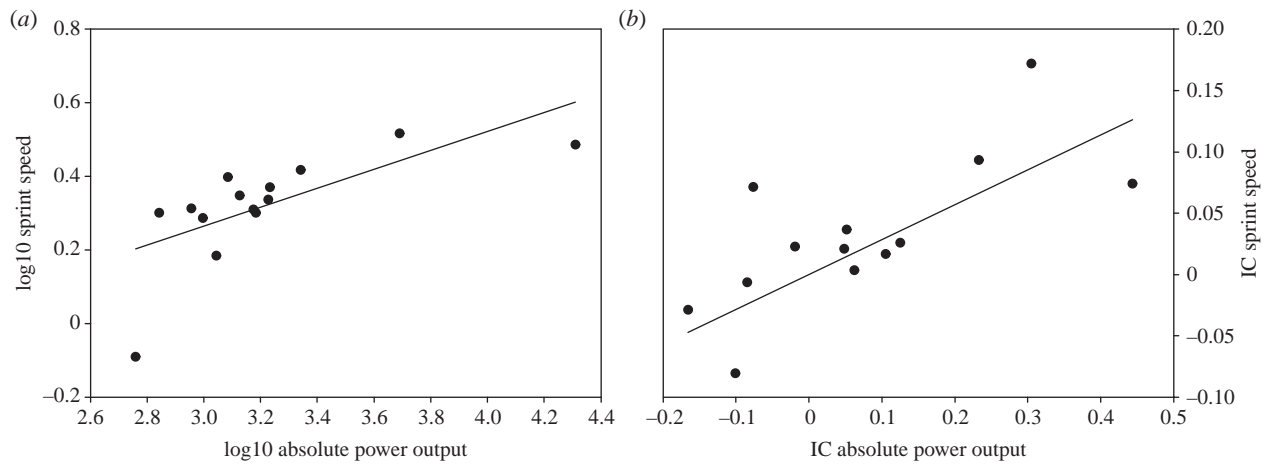 (a)
0.8
0.6
0.4
0.2
0
–0.2
log10 sprint speed
2.6 2.8 3.0 3.2 3.4 3.6 3.8 4.0 4.2 4.4
log10 absolute power output
(b)
0.20
0.15
0.10
0.05
0
–0.05
–0.10
IC sprint speed
–0.2 –0.1 0 0.1 0.2 0.3 0.4 0.5
IC absolute power output